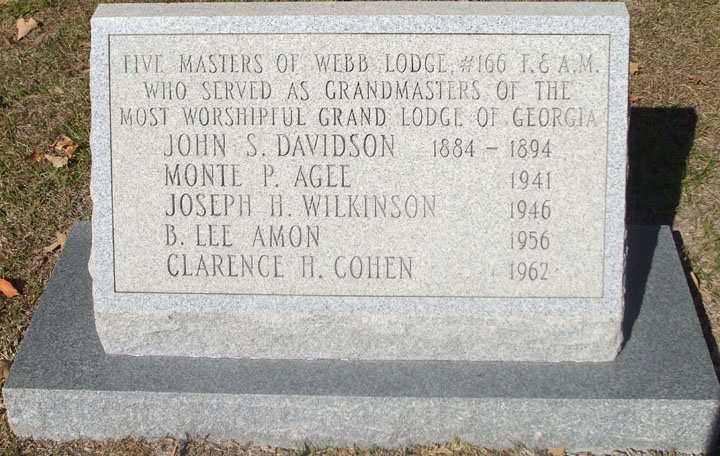 FIVE MASTERS OF WEBB LODGE, #166 F. & A.M.
WHO SERVED AS GRANDMASTERS OF THE
MOST WORSHIPFUL GRAND LODGE OF GEORGIA
JOHN S. DAVIDSON 1884 - 1894
MONTE P. AGEE 1941
JOSEPH H. WILKINSON 1946
B. LEE AMON 1956
CLARENCE H. COHEN 1962